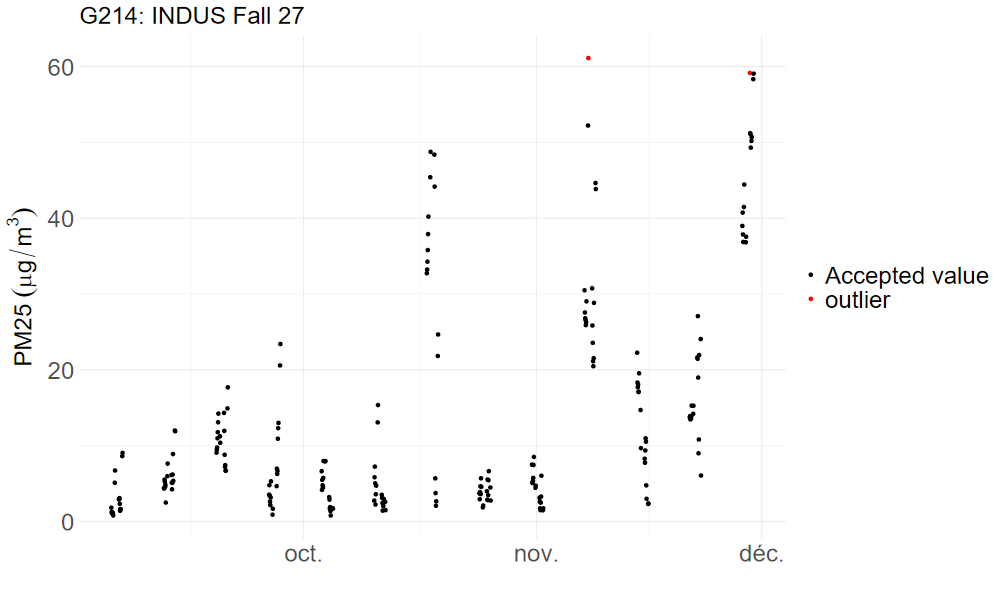 G214: INDUS Fall 27
60
40
20
0
PM25 (μg/m³)
oct.
nov.
déc.
Accepted value
outlier